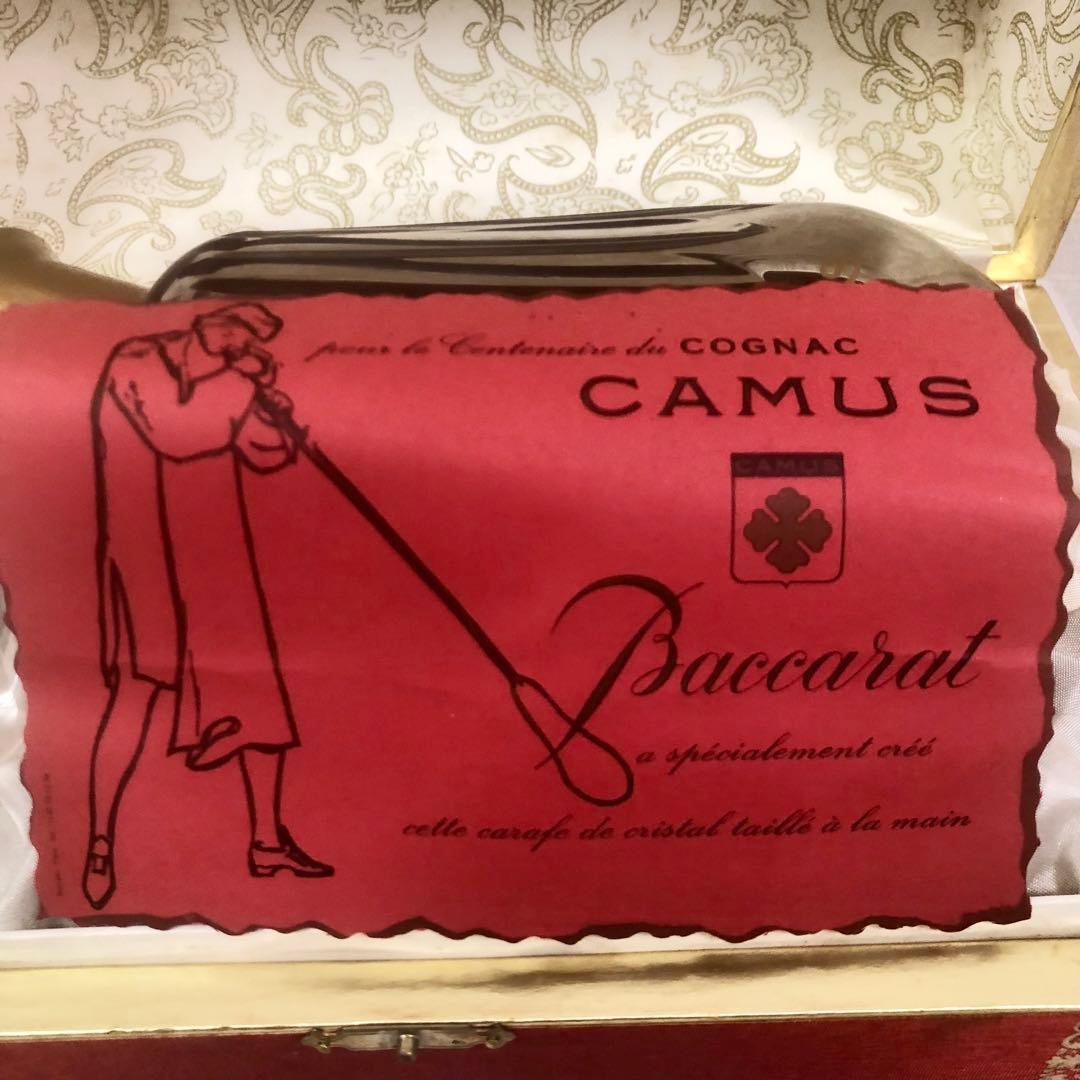 pour le Centenaire du COGNAC
CAMUS
CAMUS
Baccarat
a spécialement créé
cette carafe de cristal taillé à la main